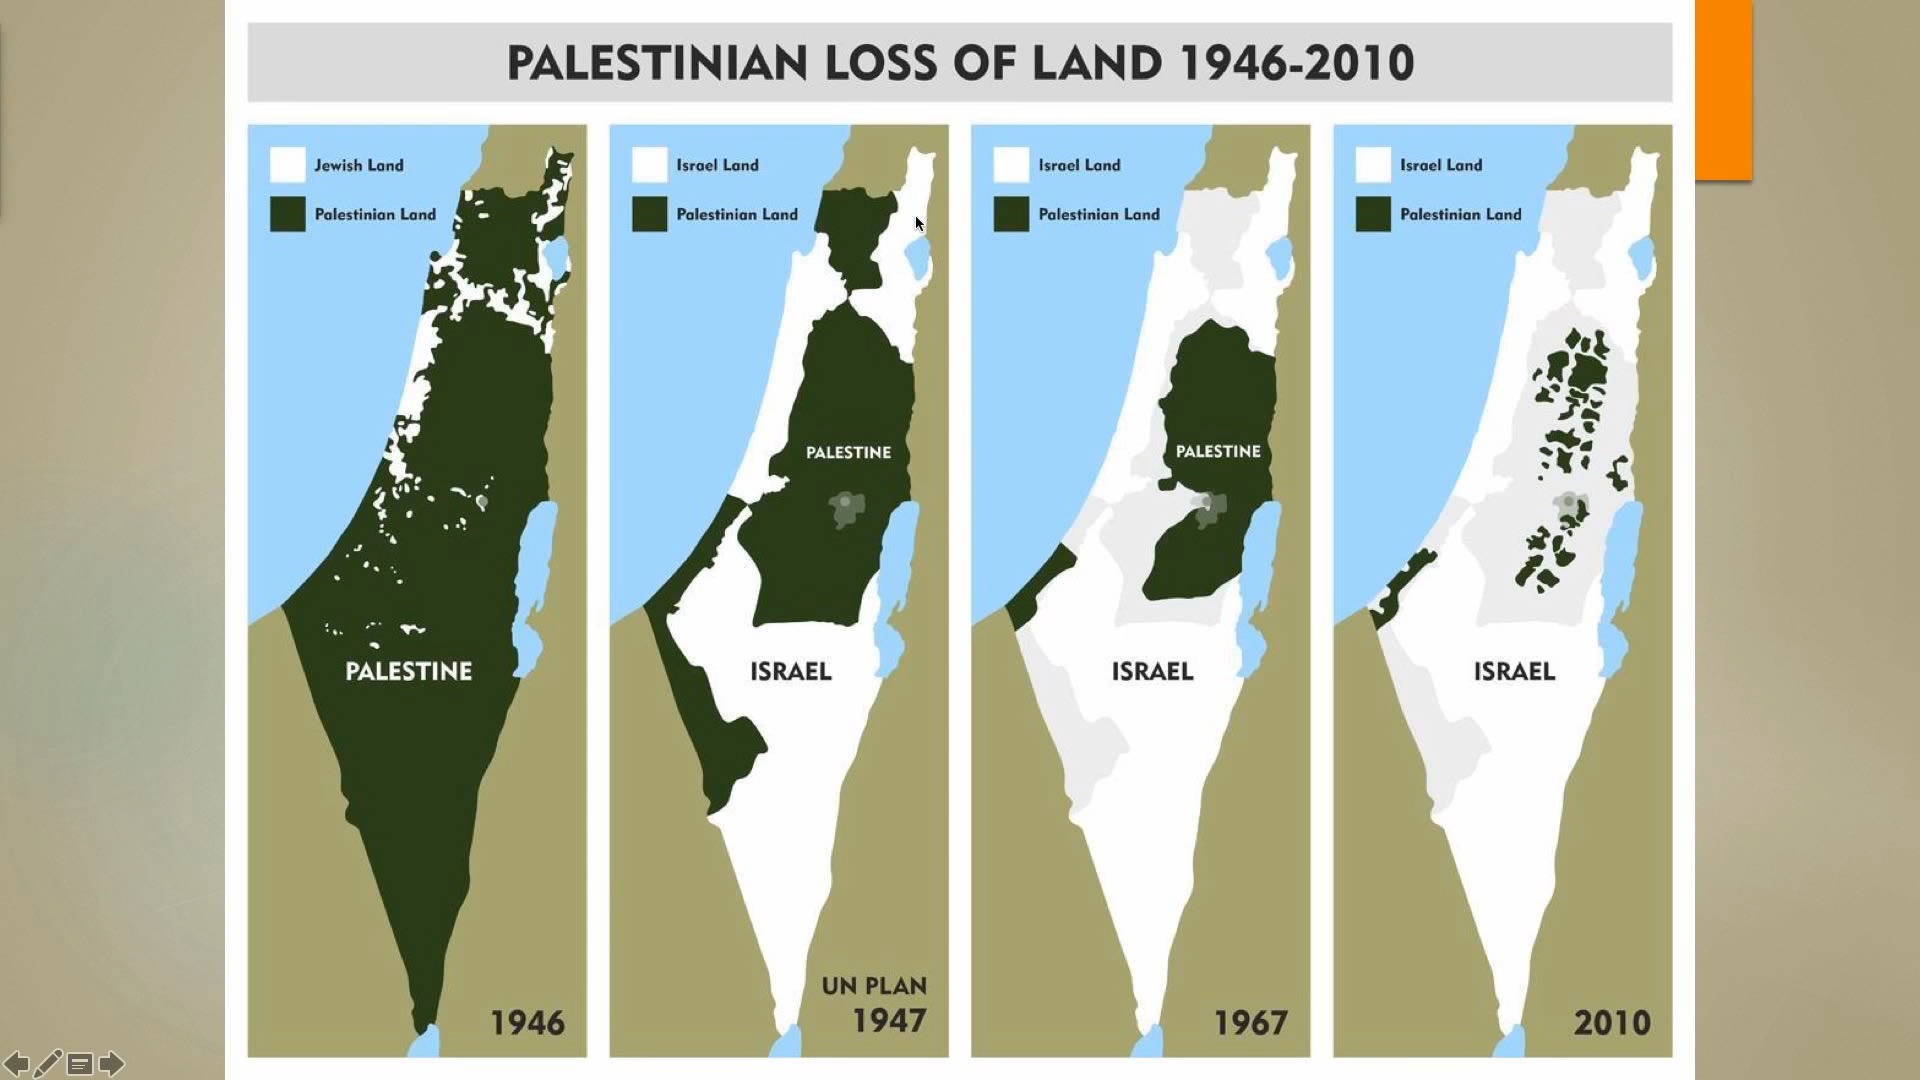 PALESTINIAN LOSS OF LAND 1946-2010
Jewish Land
Palestinian Land
PALESTINE
1946
Israel Land
Palestinian Land
PALESTINE
ISRAEL
UN PLAN
1947
Israel Land
Palestinian Land
PALESTINE
ISRAEL
1967
Israel Land
Palestinian Land
ISRAEL
2010